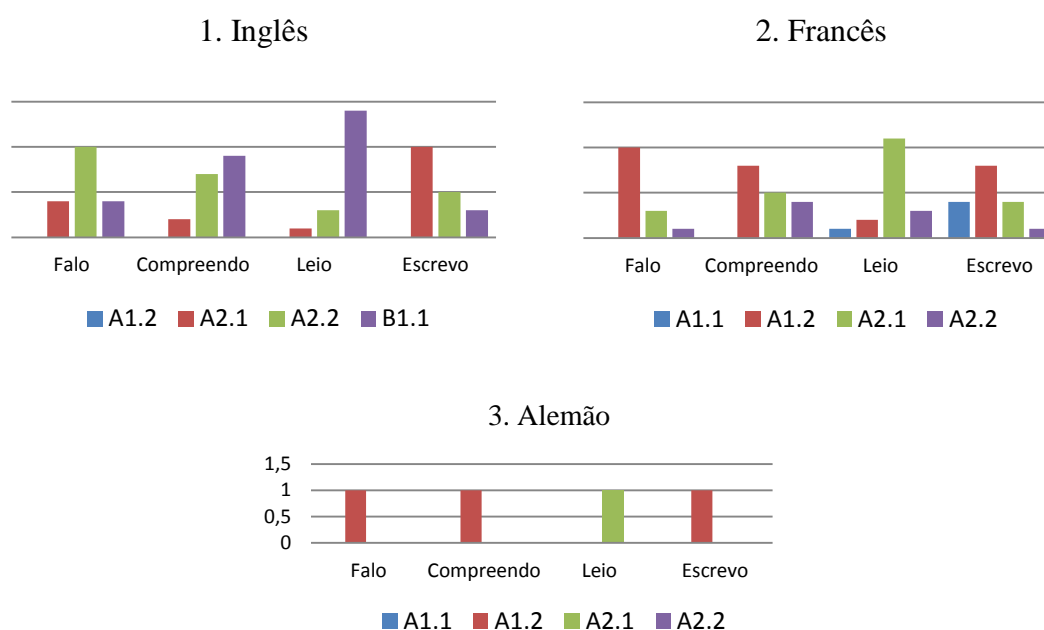 1. Inglês
Falo Compreendo Leio Escrevo
A1.2 A2.1 A2.2 B1.1
2. Francês
Falo Compreendo Leio Escrevo
A1.1 A1.2 A2.1 A2.2
3. Alemão
1,5
1
0,5
0
Falo Compreendo Leio Escrevo
A1.1 A1.2 A2.1 A2.2